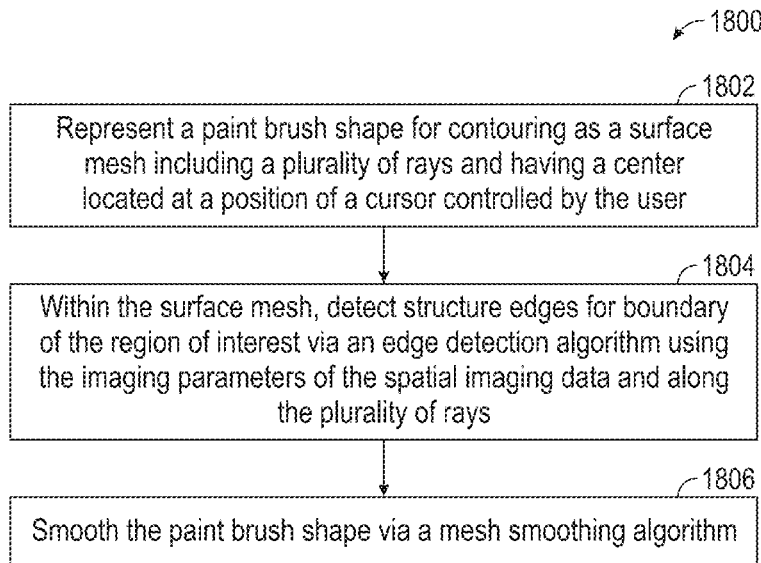 1800
1802
Represent a paint brush shape for contouring as a surface
mesh including a plurality of rays and having a center
located at a position of a cursor controlled by the user
1804
Within the surface mesh, detect structure edges for boundary
of the region of interest via an edge detection algorithm using
the imaging parameters of the spatial imaging data and along
the plurality of rays
1806
Smooth the paint brush shape via a mesh smoothing algorithm